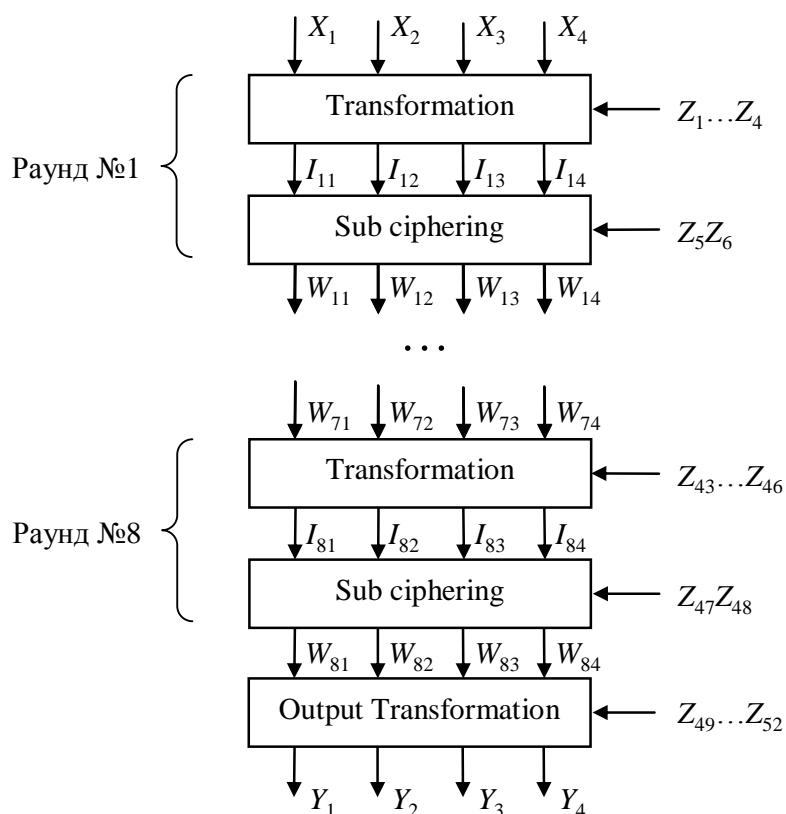 X₁ X₂ X₃ X₄
Transformation
Z₁…Z₄
Раунд №1
I₁₁ I₁₂ I₁₃ I₁₄
Sub ciphering
Z₅Z₆
W₁₁ W₁₂ W₁₃ W₁₄
...
W₇₁ W₇₂ W₇₃ W₇₄
Transformation
Z₄₃…Z₄₆
Раунд №8
I₈₁ I₈₂ I₈₃ I₈₄
Sub ciphering
Z₄₇Z₄₈
W₈₁ W₈₂ W₈₃ W₈₄
Output Transformation
Z₄₉…Z₅₂
Y₁ Y₂ Y₃ Y₄